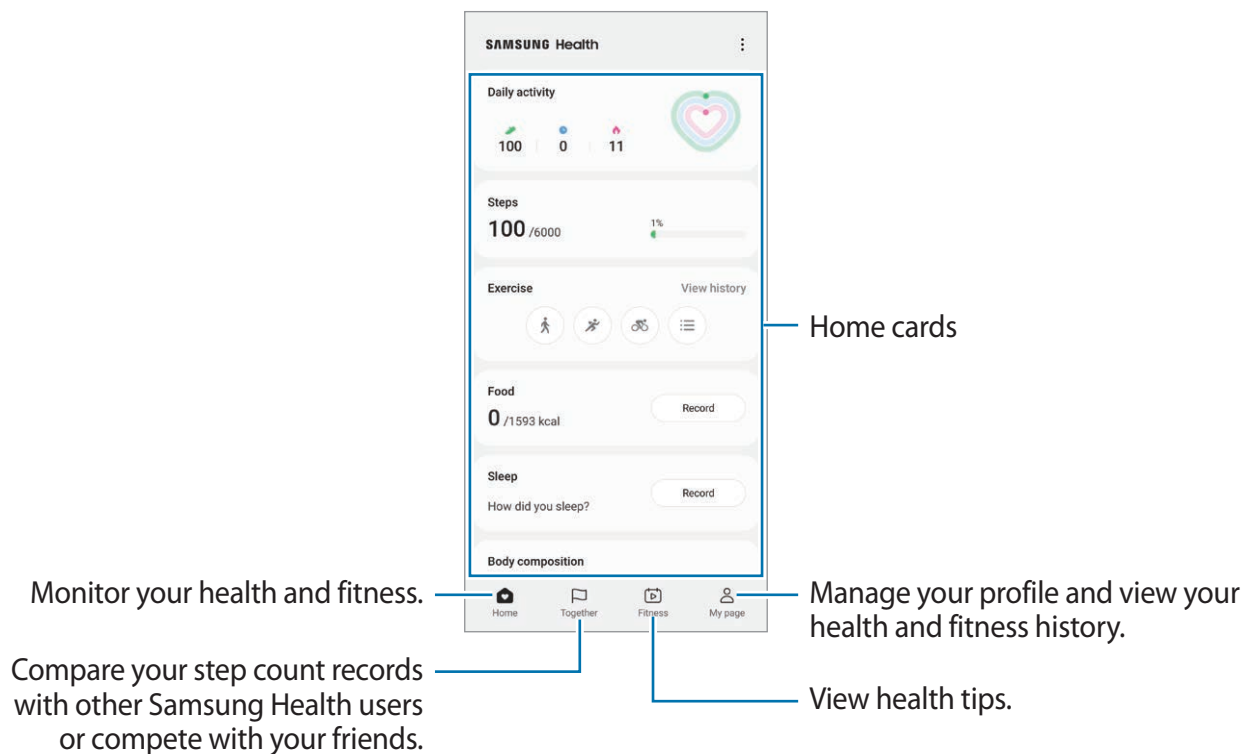 SAMSUNG Health
Daily activity
100 0 11
Steps
100 /6000
1%
Exercise View history
Home cards
Food
0 /1593 kcal
Record
Sleep
How did you sleep?
Record
Body composition
Home Together Fitness My page
Monitor your health and fitness.
Compare your step count records
with other Samsung Health users
or compete with your friends.
Manage your profile and view your
health and fitness history.
View health tips.